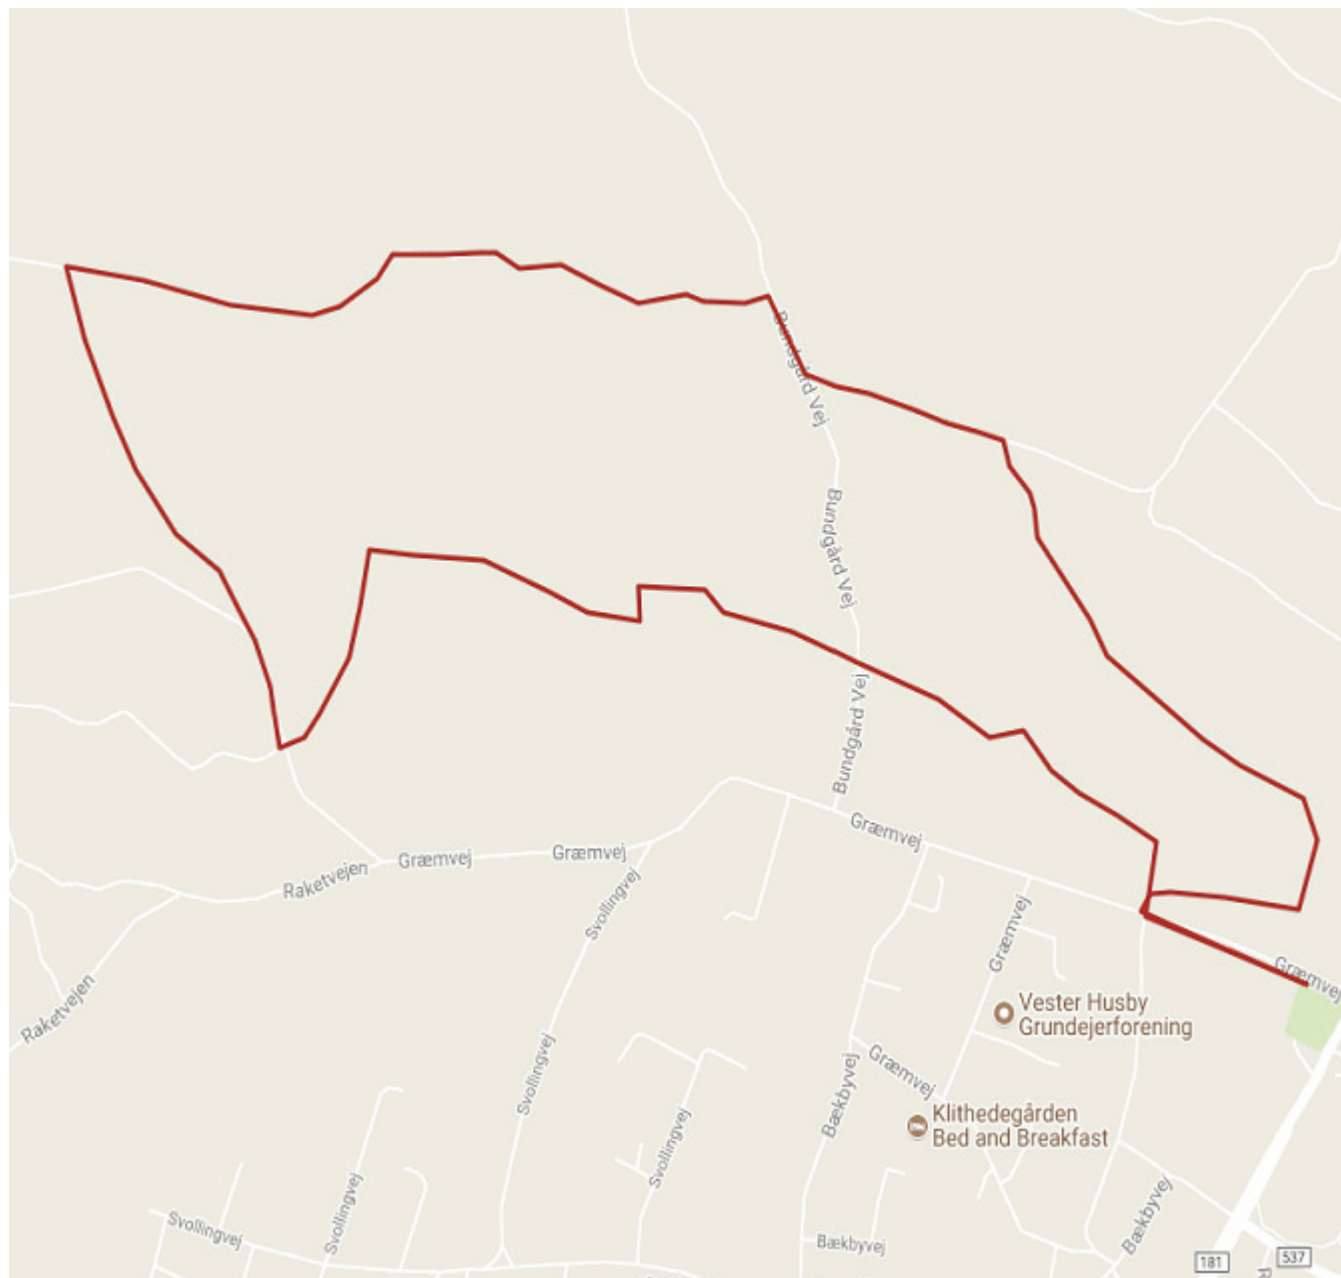 Bundgård Vej
Bundgård Vej
Bundgård Vej
Græmvej
Græmvej
Græmvej
Raketvejen
Svollingvej
Græmvej
Græmvej
Raketvejen
Vester Husby
Grundejerforening
Svollingvej
Bækbyvej
Græmvej
Klithedegården
Bed and Breakfast
Svollingvej
Svollingvej
Svollingvej
Bækbyvej
Bækbyvej
181
537
R